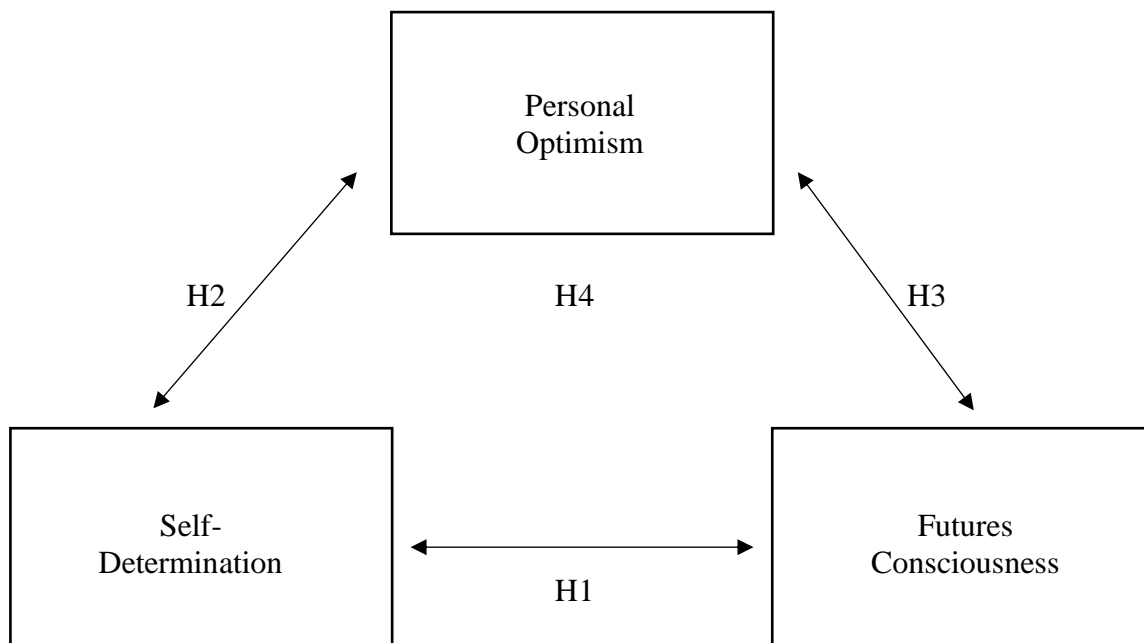 Personal
Optimism
H2
H4
H3
Self-
Determination
H1
Futures
Consciousness